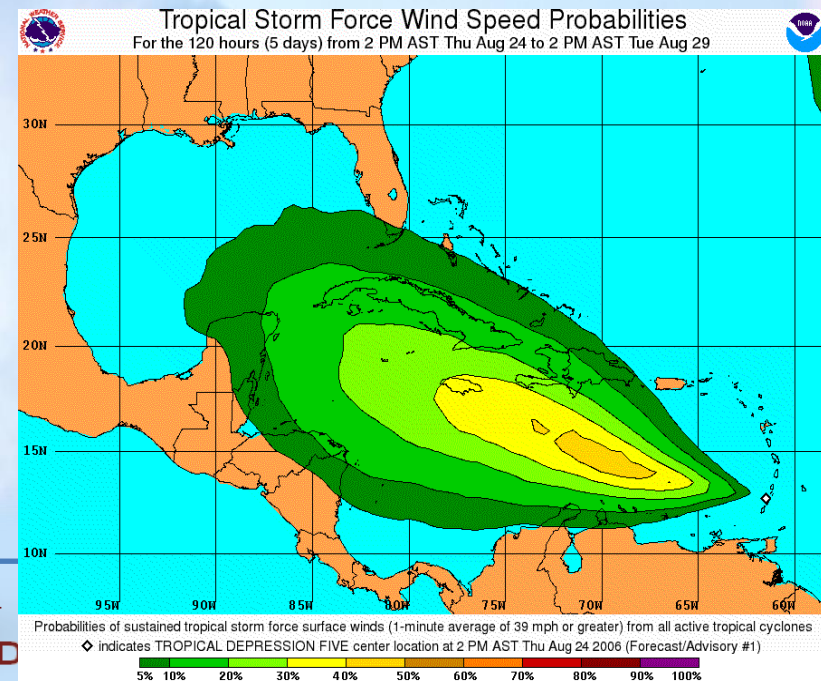 Tropical Storm Force Wind Speed Probabilities
For the 120 hours (5 days) from 2 PM AST Thu Aug 24 to 2 PM AST Tue Aug 29
NOAA
30N
25N
20N
15N
10N
95W 90W 85W 80W 75W 70W 65W 60W
Probabilities of sustained tropical storm force surface winds (1-minute average of 39 mph or greater) from all active tropical cyclones
indicates TROPICAL DEPRESSION FIVE center location at 2 PM AST Thu Aug 24 2006 (Forecast/Advisory #1)
D
5% 10% 20% 30% 40% 50% 60% 70% 80% 90% 100%